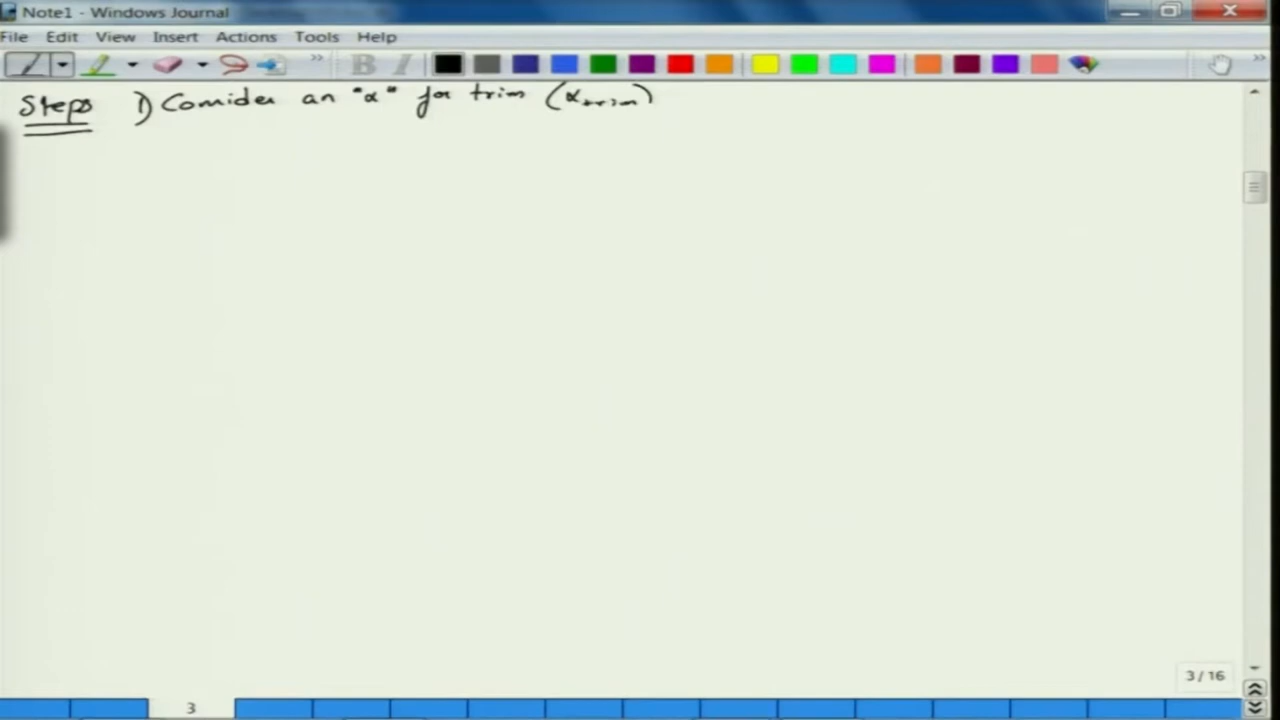 Note1 - Windows Journal
File Edit View Insert Actions Tools Help
B I
Steps 1) Consider an "α" for trim (α_trim)
3 / 16
3